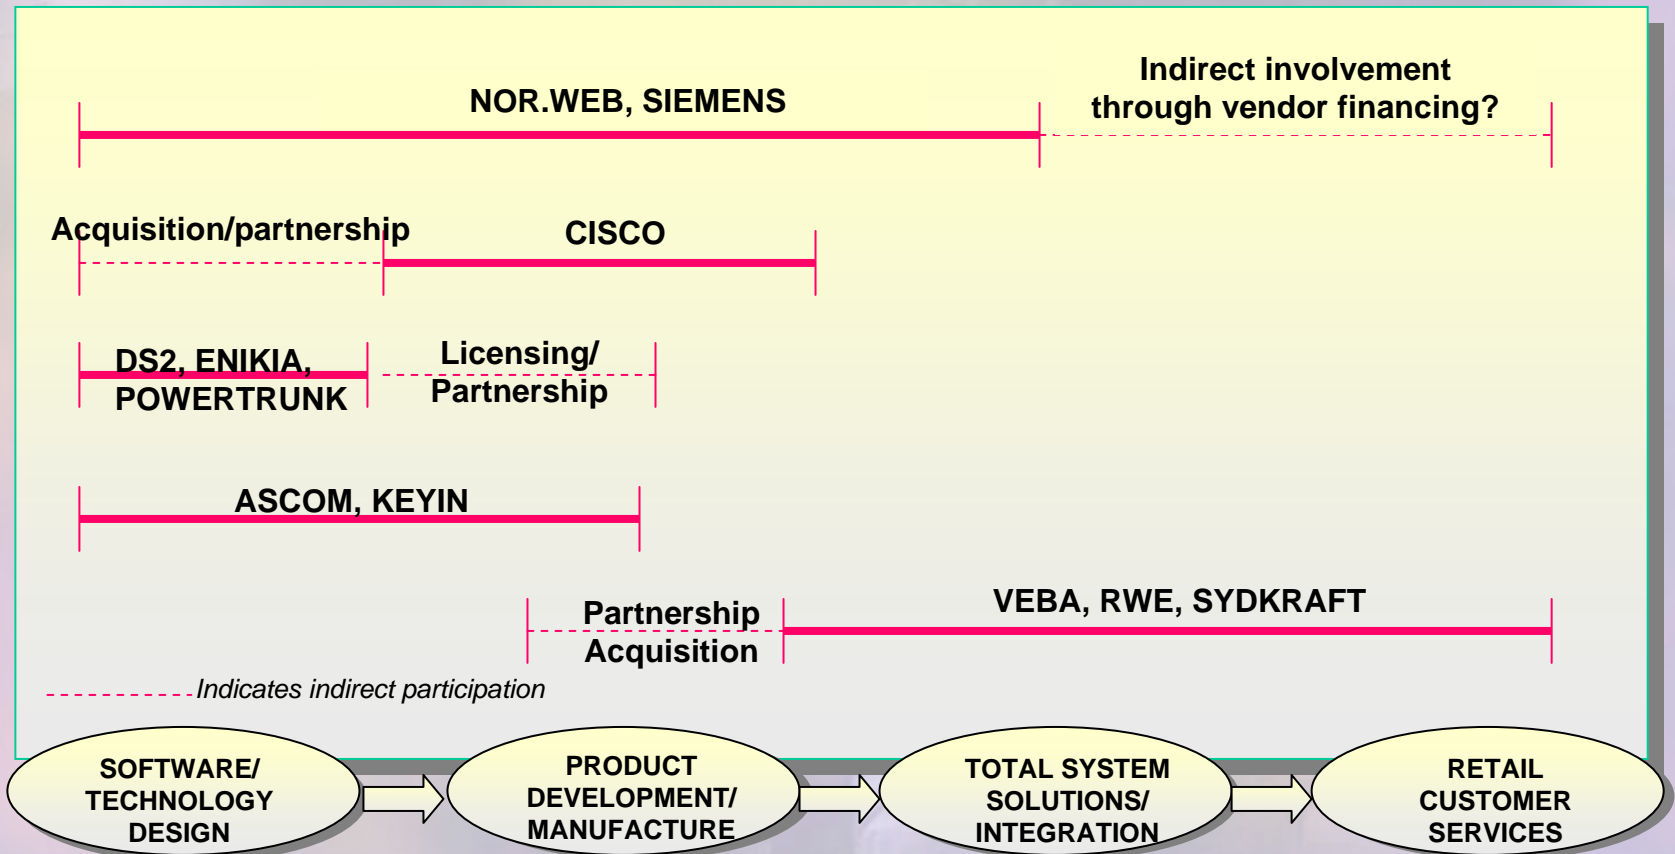 NOR.WEB, SIEMENS
Indirect involvement
through vendor financing?
Acquisition/partnership
CISCO
DS2, ENIKIA,
POWERTRUNK
Licensing/
Partnership
ASCOM, KEYIN
Partnership
Acquisition
VEBA, RWE, SYDKRAFT
Indicates indirect participation
SOFTWARE/
TECHNOLOGY
DESIGN
PRODUCT
DEVELOPMENT/
MANUFACTURE
TOTAL SYSTEM
SOLUTIONS/
INTEGRATION
RETAIL
CUSTOMER
SERVICES